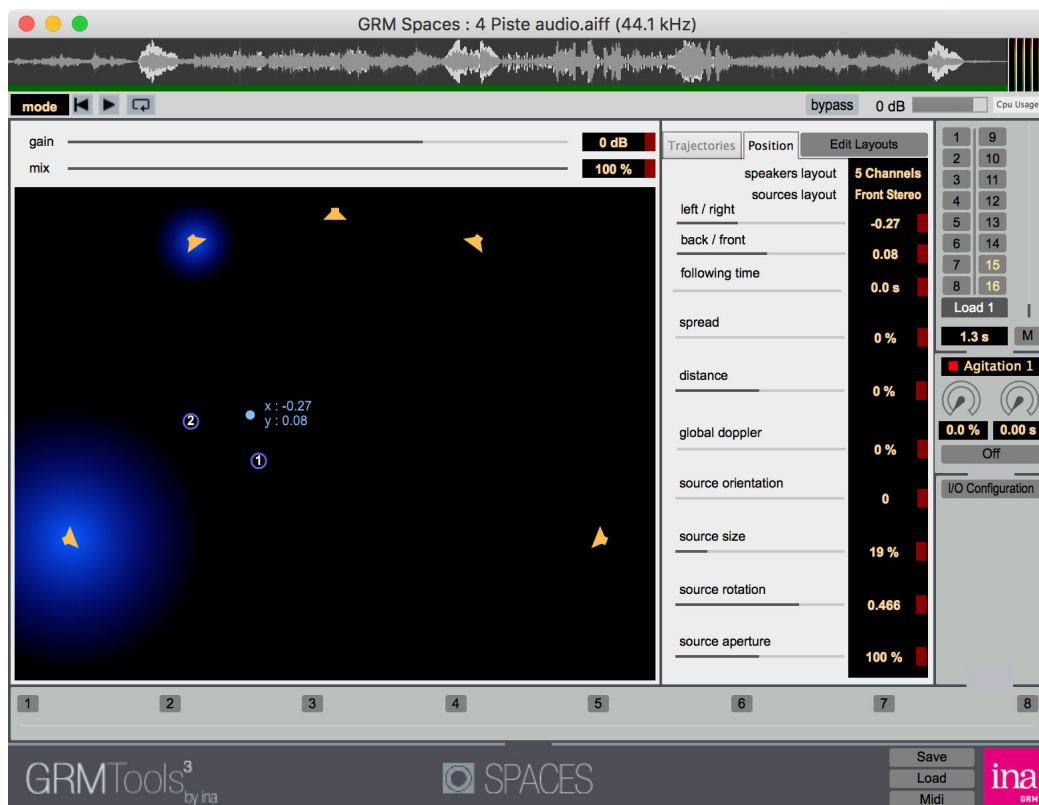 GRM Spaces : 4 Piste audio.aiff (44.1 kHz)
mode
bypass 0 dB Cpu Usage
gain 0 dB
mix 100 %
Trajectories Position Edit Layouts
speakers layout 5 Channels
sources layout Front Stereo
left / right -0.27
back / front 0.08
following time 0.0 s
spread 0 %
distance 0 %
global doppler 0 %
source orientation 0
source size 19 %
source rotation 0.466
source aperture 100 %
x : -0.27
y : 0.08
2
1
1 9
2 10
3 11
4 12
5 13
6 14
7 15
8 16
Load 1
1.3 s M
Agitation 1
0.0 % 0.00 s
Off
I/O Configuration
1 2 3 4 5 6 7 8
GRMTools3
by ina
SPACES
Save
Load
Midi
ina
GRM